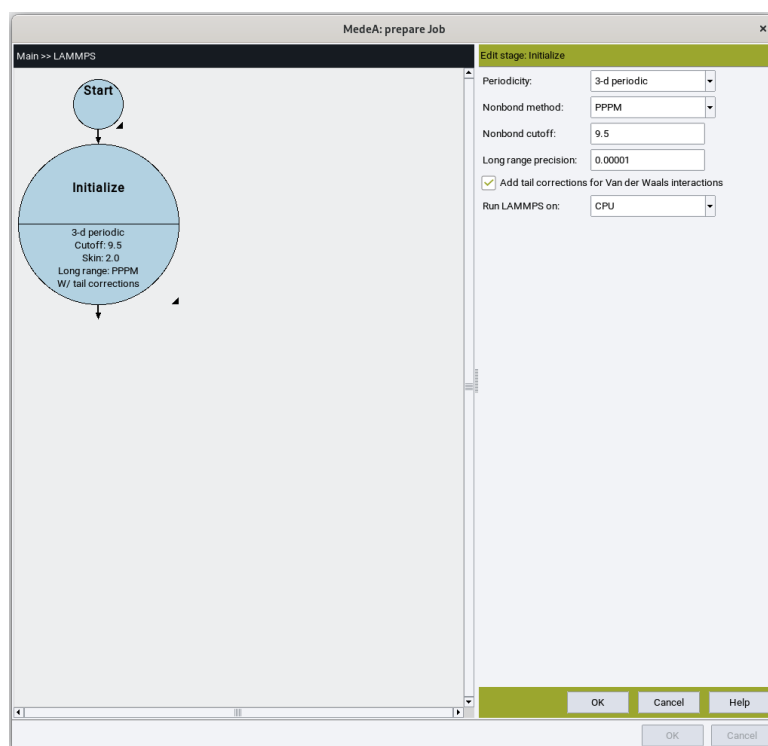 MedeA: prepare Job
×
Main >> LAMMPS
Start
Initialize
3-d periodic
Cutoff: 9.5
Skin: 2.0
Long range: PPPM
W/ tail corrections
Edit stage: Initialize
Periodicity: 3-d periodic
Nonbond method: PPPM
Nonbond cutoff: 9.5
Long range precision: 0.00001
Add tail corrections for Van der Waals interactions
Run LAMMPS on: CPU
OK Cancel Help
OK Cancel